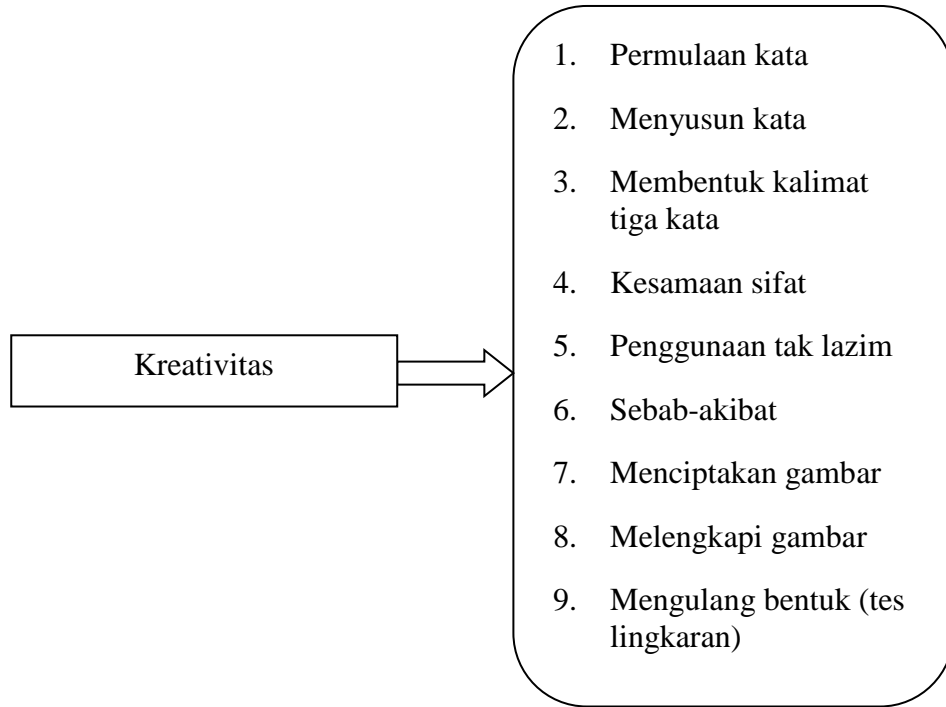 Kreativitas
1. Permulaan kata
2. Menyusun kata
3. Membentuk kalimat
tiga kata
4. Kesamaan sifat
5. Penggunaan tak lazim
6. Sebab-akibat
7. Menciptakan gambar
8. Melengkapi gambar
9. Mengulang bentuk (tes
lingkaran)